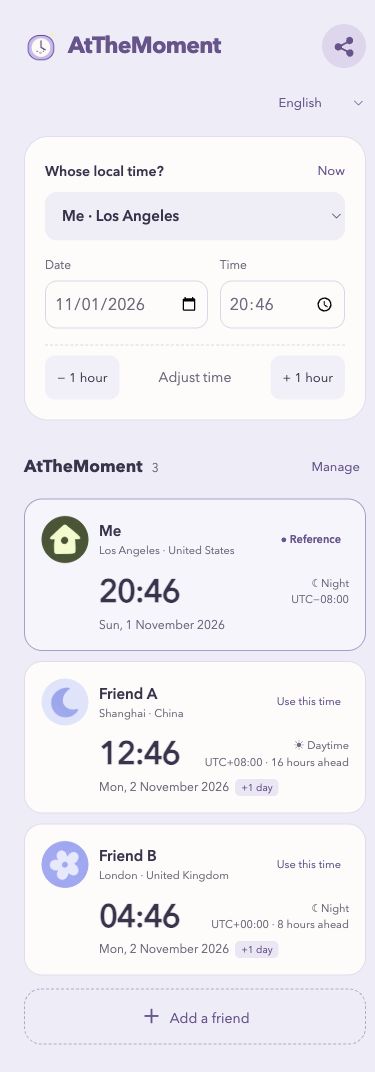 AtTheMoment
English
Whose local time?
Now
Me · Los Angeles
Date
Time
11/01/2026
20:46
− 1 hour
Adjust time
+ 1 hour
AtTheMoment 3
Manage
Me
Los Angeles · United States
• Reference
20:46
☾ Night
UTC−08:00
Sun, 1 November 2026
Friend A
Shanghai · China
Use this time
12:46
☀ Daytime
UTC+08:00 · 16 hours ahead
Mon, 2 November 2026 +1 day
Friend B
London · United Kingdom
Use this time
04:46
☾ Night
UTC+00:00 · 8 hours ahead
Mon, 2 November 2026 +1 day
+ Add a friend